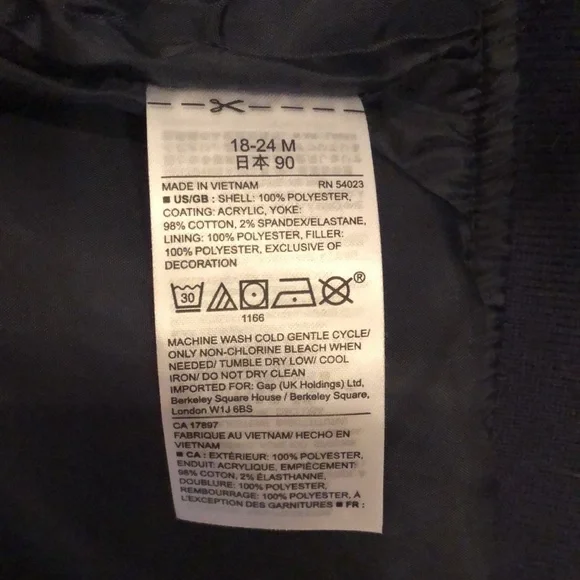 18-24 M
日本 90
MADE IN VIETNAM RN 54023
■ US/GB : SHELL: 100% POLYESTER,
COATING: ACRYLIC, YOKE:
98% COTTON, 2% SPANDEX/ELASTANE,
LINING: 100% POLYESTER, FILLER:
100% POLYESTER, EXCLUSIVE OF
DECORATION
30
®
1166
MACHINE WASH COLD GENTLE CYCLE/
ONLY NON-CHLORINE BLEACH WHEN
NEEDED/ TUMBLE DRY LOW/ COOL
IRON/ DO NOT DRY CLEAN
IMPORTED FOR: Gap (UK Holdings) Ltd,
Berkeley Square House / Berkeley Square,
London W1J 6BS
CA 17897
FABRIQUÉ AU VIETNAM/ HECHO EN
VIETNAM
■ CA : EXTÉRIEUR: 100% POLYESTER,
ENDUIT: ACRYLIQUE, EMPIÈCEMENT:
98% COTON, 2% ÉLASTHANNE,
DOUBLURE: 100% POLYESTER,
REMBOURRAGE: 100% POLYESTER, À
L'EXCEPTION DES GARNITURES ■ FR :